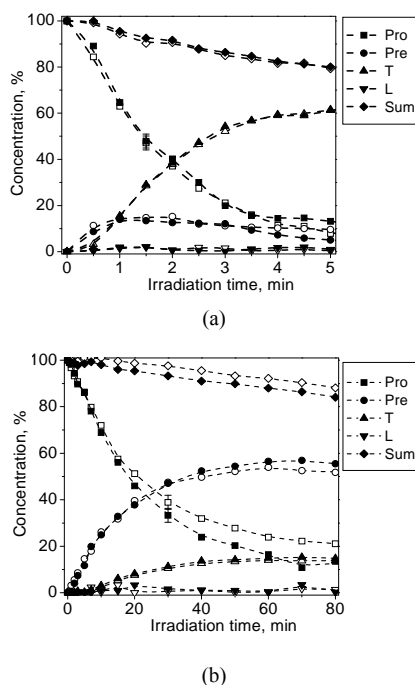 100
80
60
40
20
0
Concentration, %
0 1 2 3 4 5
Irradiation time, min
Pro
Pre
T
L
Sum
(a)
100
80
60
40
20
0
Concentration, %
0 20 40 60 80
Irradiation time, min
Pro
Pre
T
L
Sum
(b)